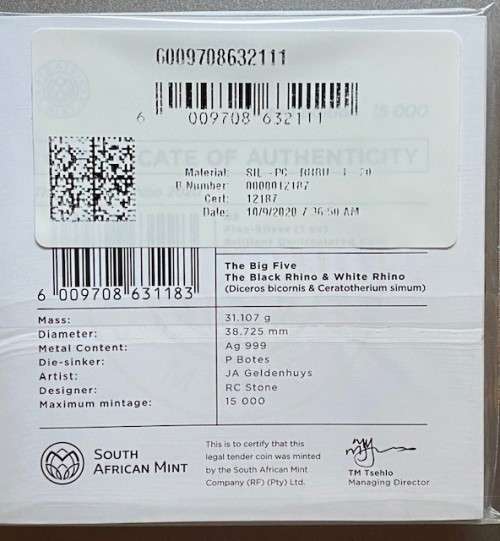 6009708632111
6 009708 632111
15 000
CATE OF AUTHENTICITY
Material: SIL -PC - RHBU- 1 - 20
B Number: 0000012187
Cert: 12187
Date: 10/9/2020 7 36:50 AM
6 009708 631183
The Big Five
The Black Rhino & White Rhino
(Diceros bicornis & Ceratotherium simum)
Mass: 31.107 g
Diameter: 38.725 mm
Metal Content: Ag 999
Die-sinker: P Botes
Artist: JA Geldenhuys
Designer: RC Stone
Maximum mintage: 15 000
SOUTH
AFRICAN MINT
This is to certify that this
legal tender coin was minted
by the South African Mint
Company (RF) (Pty) Ltd.
TM Tsehlo
Managing Director